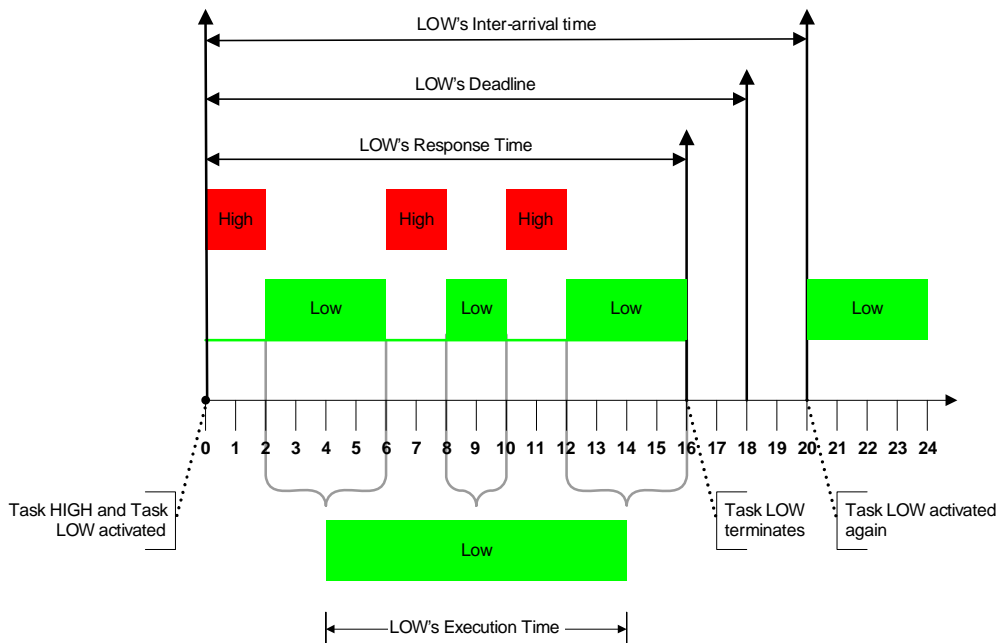 LOW's Inter-arrival time
LOW's Deadline
LOW's Response Time
High
High
High
Low
Low
Low
Low
0 1 2 3 4 5 6 7 8 9 10 11 12 13 14 15 16 17 18 19 20 21 22 23 24
Task HIGH and Task
LOW activated
Task LOW
terminates
Task LOW activated
again
Low
LOW's Execution Time